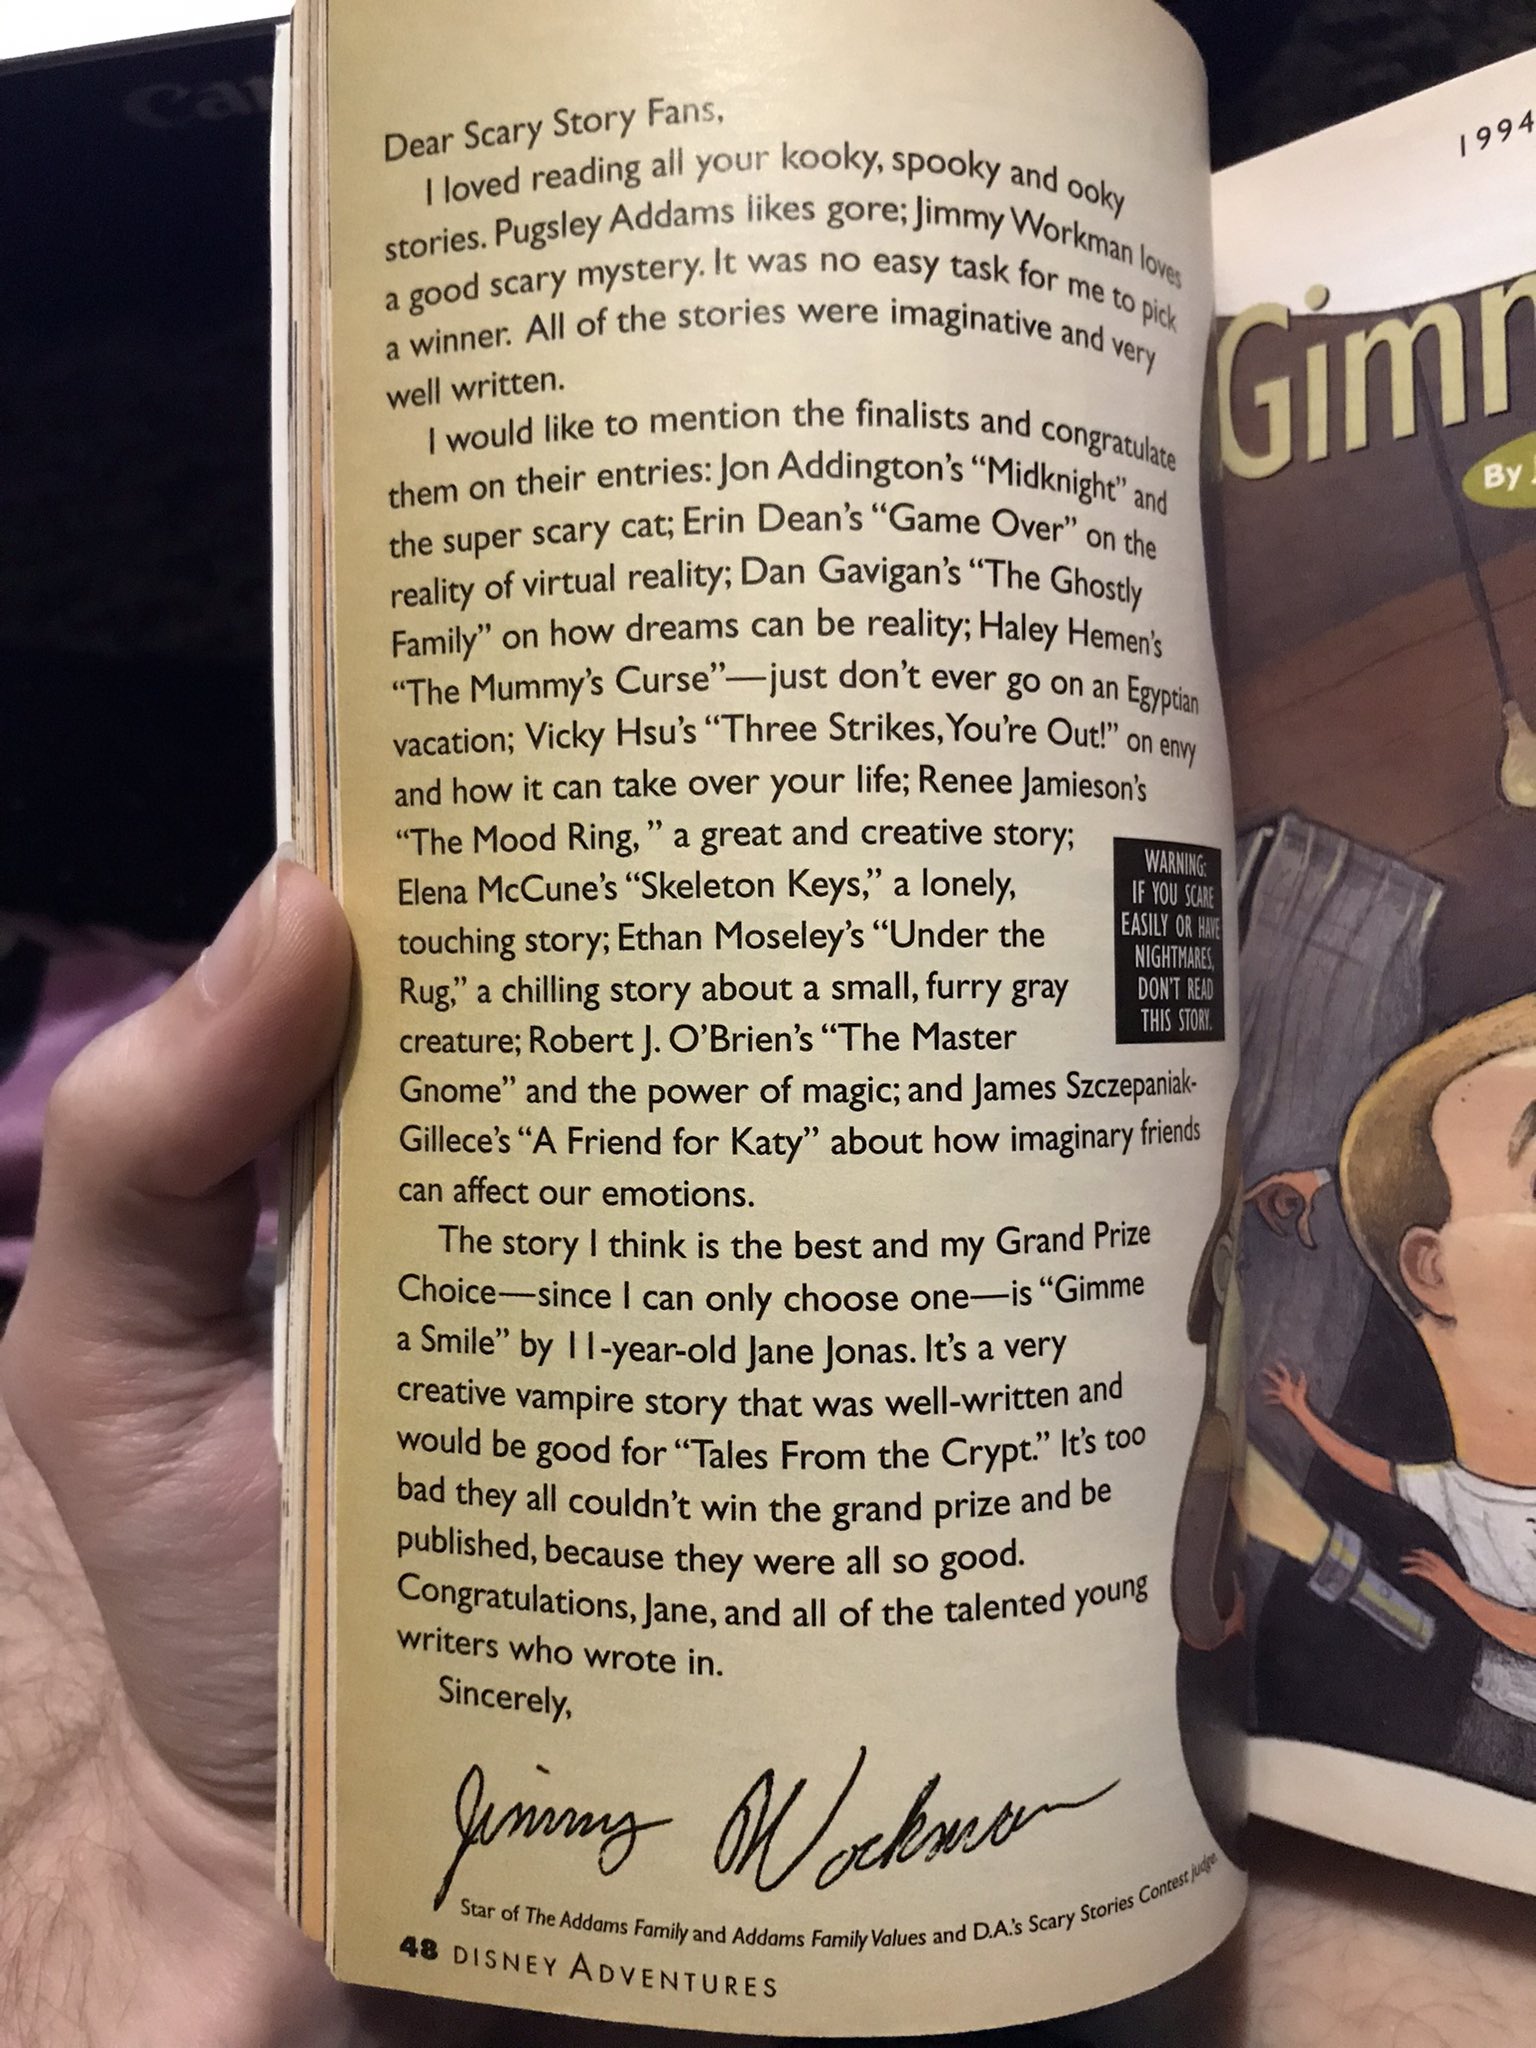 Dear Scary Story Fans,
I loved reading all your kooky, spooky and ooky
stories. Pugsley Addams likes gore; Jimmy Workman loves
a good scary mystery. It was no easy task for me to pick
a winner. All of the stories were imaginative and very
well written.
I would like to mention the finalists and congratulate
them on their entries: Jon Addington's “Midknight” and
the super scary cat; Erin Dean's “Game Over” on the
reality of virtual reality; Dan Gavigan's “The Ghostly
Family” on how dreams can be reality; Haley Hemen's
“The Mummy's Curse”—just don't ever go on an Egyptian
vacation; Vicky Hsu's “Three Strikes, You're Out!” on envy
and how it can take over your life; Renee Jamieson's
“The Mood Ring, ” a great and creative story;
Elena McCune's “Skeleton Keys,” a lonely,
touching story; Ethan Moseley's “Under the
Rug,” a chilling story about a small, furry gray
creature; Robert J. O'Brien's “The Master
Gnome” and the power of magic; and James Szczepaniak-
Gillece's “A Friend for Katy” about how imaginary friends
can affect our emotions.
The story I think is the best and my Grand Prize
Choice—since I can only choose one—is “Gimme
a Smile” by 11-year-old Jane Jonas. It's a very
creative vampire story that was well-written and
would be good for “Tales From the Crypt.” It's too
bad they all couldn't win the grand prize and be
published, because they were all so good.
Congratulations, Jane, and all of the talented young
writers who wrote in.
Sincerely,
Jimmy Workman
Star of The Addams Family and Addams Family Values and D.A.'s Scary Stories Contest judge.
48 DISNEY ADVENTURES
WARNING:
IF YOU SCARE
EASILY OR HAVE
NIGHTMARES,
DON'T READ
THIS STORY.
1994
Gimm
By